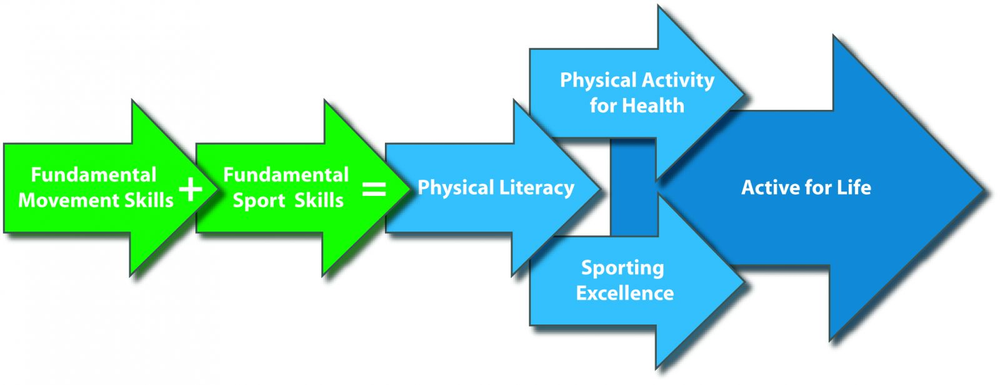 Fundamental
Movement Skills
+
Fundamental
Sport Skills
=
Physical Literacy
Physical Activity
for Health
Sporting
Excellence
Active for Life